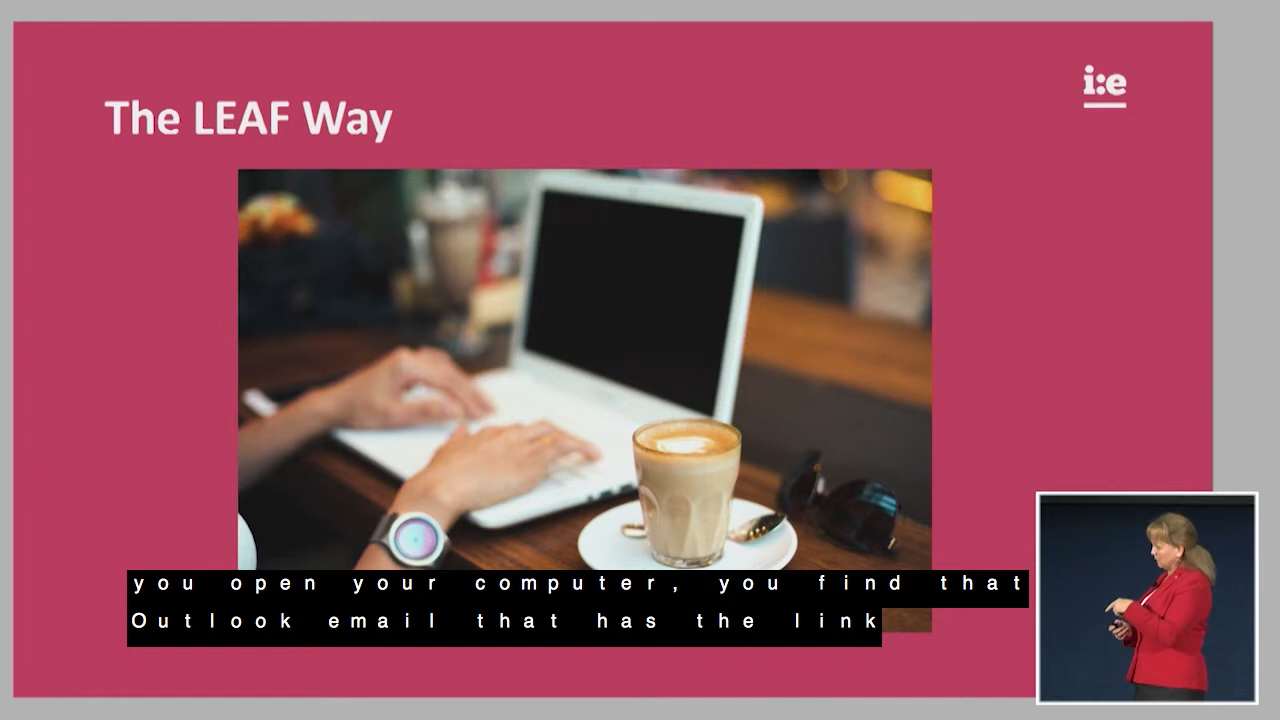 i:e
The LEAF Way
you open your computer, you find that
Outlook email that has the link